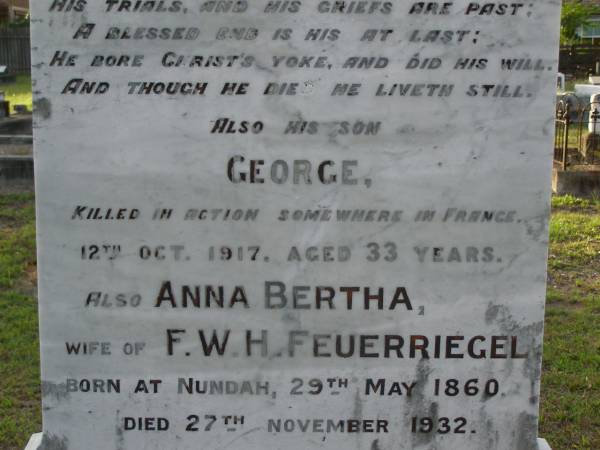 HIS TRIALS, AND HIS GRIEFS ARE PAST;
A BLESSED END IS HIS AT LAST;
HE BORE CHRIST'S YOKE, AND DID HIS WILL.
AND THOUGH HE DIED HE LIVETH STILL.
ALSO HIS SON
GEORGE,
KILLED IN ACTION SOMEWHERE IN FRANCE.
12TH OCT. 1917. AGED 33 YEARS.
ALSO ANNA BERTHA,
WIFE OF F.W.H. FEUERRIEGEL
BORN AT NUNDAH, 29TH MAY 1860.
DIED 27TH NOVEMBER 1932.